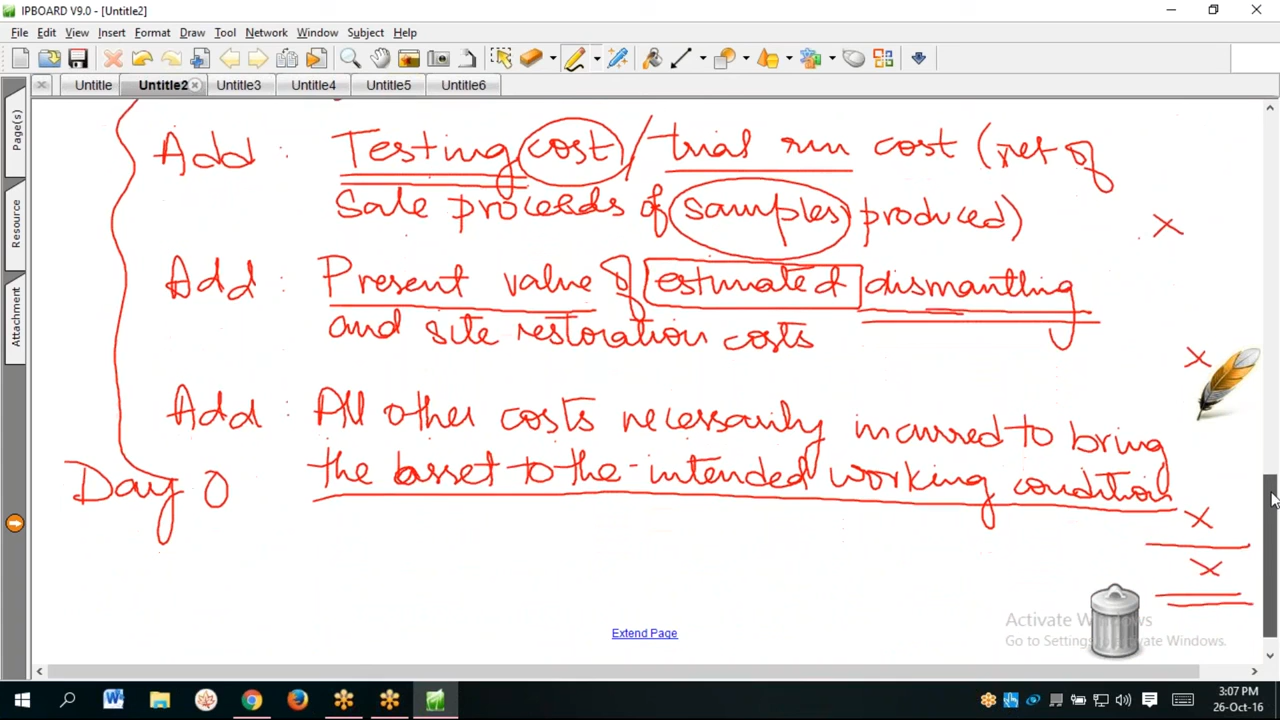 IPBOARD V9.0 - [Untitle2]
File Edit View Insert Format Draw Tool Network Window Subject Help
Untitle Untitle2 Untitle3 Untitle4 Untitle5 Untitle6
Page(s)
Resource
Attachment
Add : Testing cost / trial run cost (net of
sale proceeds of samples produced) x
Add : Present value of estimated dismantling
and site restoration costs x
Add : All other costs necessarily incurred to bring
Day 0 the asset to the intended working condition
x
x
Activate Windows
Go to Settings to activate Windows.
Extend Page
3:07 PM
26-Oct-16